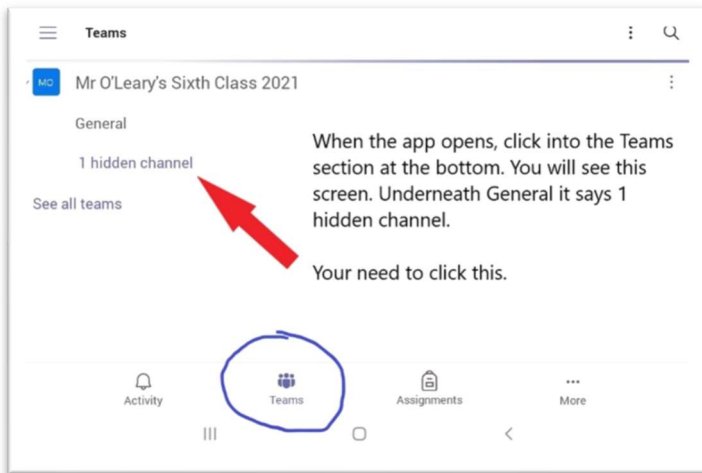 Teams
MO
Mr O'Leary's Sixth Class 2021
General
1 hidden channel
See all teams
When the app opens, click into the Teams
section at the bottom. You will see this
screen. Underneath General it says 1
hidden channel.
Your need to click this.
Activity
Teams
Assignments
More